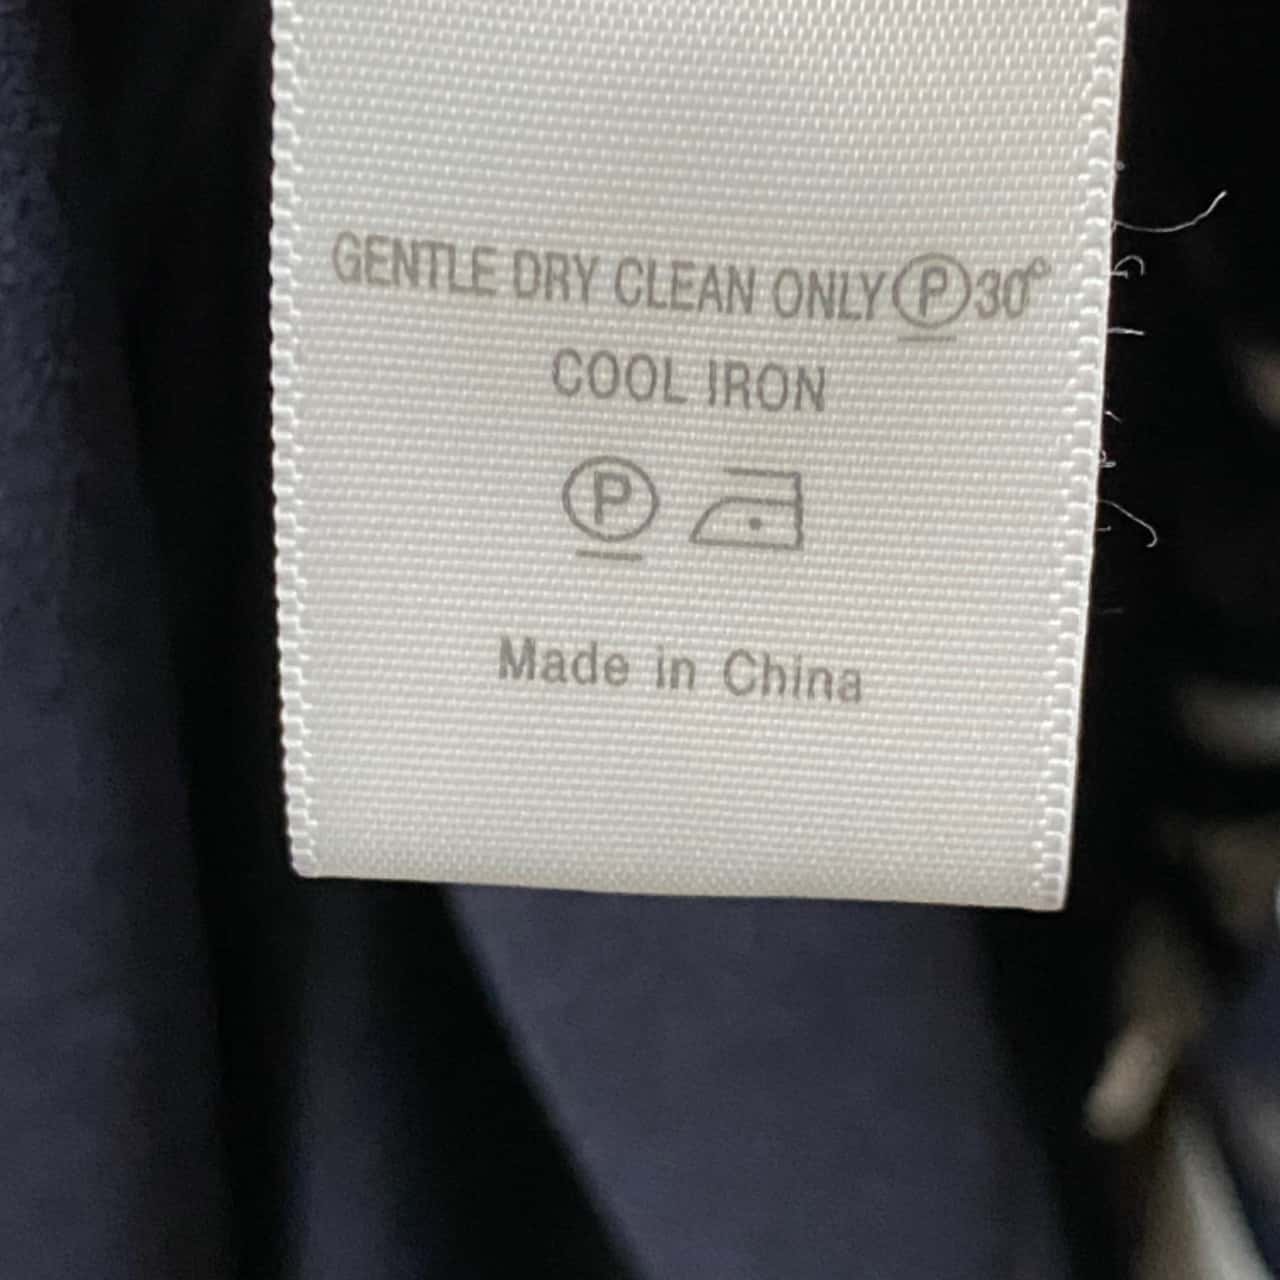 GENTLE DRY CLEAN ONLY Ⓟ 30°
COOL IRON
Ⓟ
Made in China